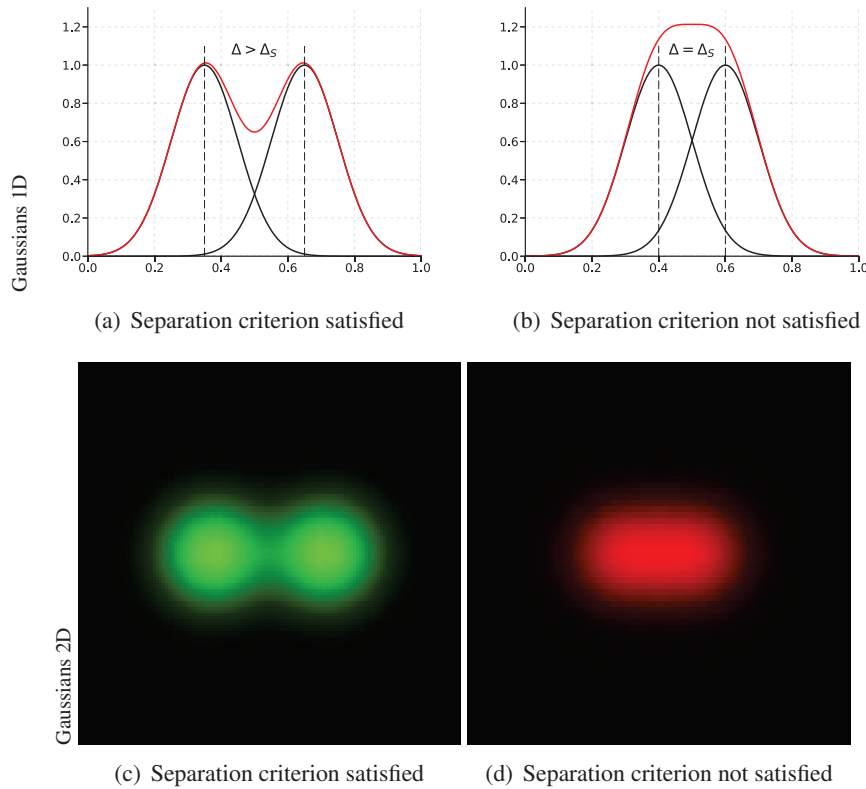 1.2
1.0
0.8
0.6
0.4
0.2
0.0
0.0 0.2 0.4 0.6 0.8 1.0
Δ > Δ_S
Gaussians 1D
(a) Separation criterion satisfied
1.2
1.0
0.8
0.6
0.4
0.2
0.0
0.0 0.2 0.4 0.6 0.8 1.0
Δ = Δ_S
(b) Separation criterion not satisfied
Gaussians 2D
(c) Separation criterion satisfied
(d) Separation criterion not satisfied